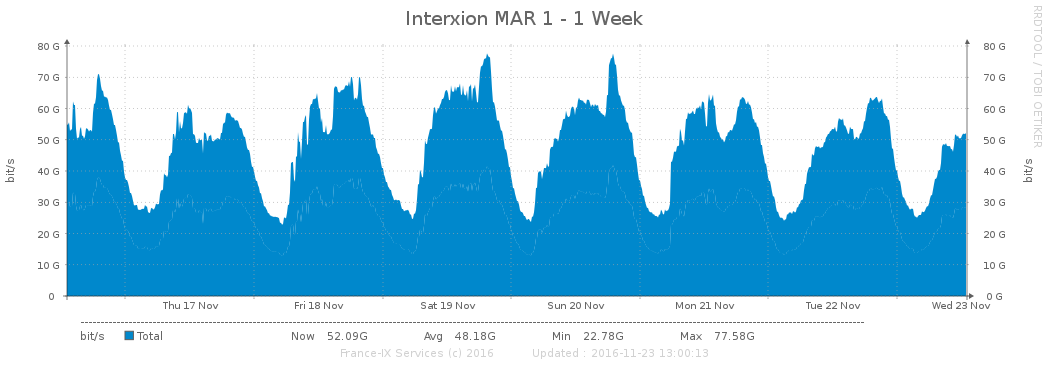 Interxion MAR 1 - 1 Week
RRDTOOL / TOBI OETIKER
80 G 80 G
70 G 70 G
60 G 60 G
50 G 50 G
40 G 40 G
30 G 30 G
20 G 20 G
10 G 10 G
0 0 G
bit/s bit/s
Thu 17 Nov Fri 18 Nov Sat 19 Nov Sun 20 Nov Mon 21 Nov Tue 22 Nov Wed 23 Nov
bit/s Total Now 52.09G Avg 48.18G Min 22.78G Max 77.58G
France-IX Services (c) 2016 Updated : 2016-11-23 13:00:13